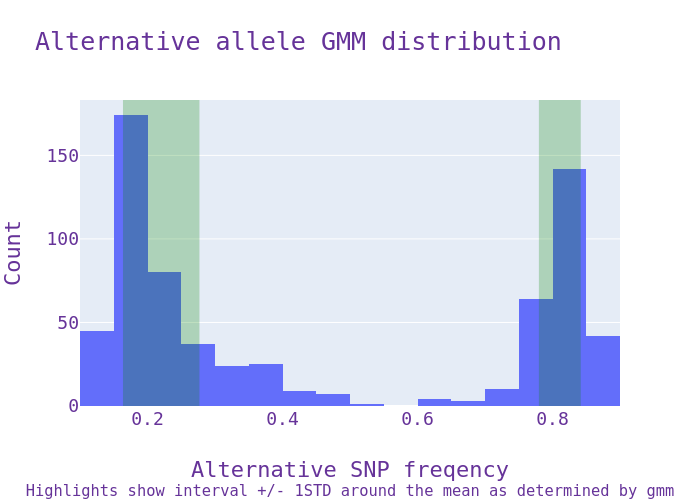 Alternative allele GMM distribution
150
100
50
0
Count
0.2 0.4 0.6 0.8
Alternative SNP freqency
Highlights show interval +/- 1STD around the mean as determined by gmm